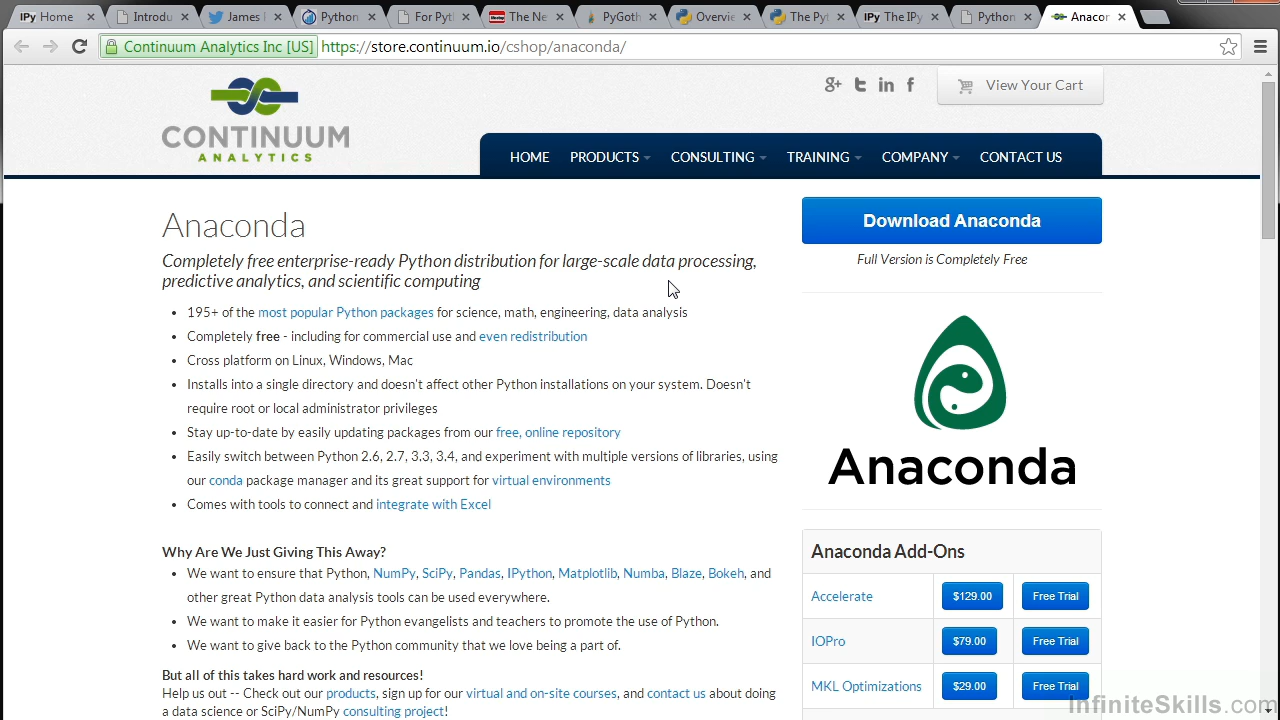 IPy Home
Introdu
James
Python
For Pyt
The Ne
PyGoth
Overvie
The Pyt
IPy The IPy
Python
Anacor
Continuum Analytics Inc [US]
https://store.continuum.io/cshop/anaconda/
CONTINUUM
ANALYTICS
View Your Cart
HOME PRODUCTS CONSULTING TRAINING COMPANY CONTACT US
Anaconda
Completely free enterprise-ready Python distribution for large-scale data processing,
predictive analytics, and scientific computing
195+ of the most popular Python packages for science, math, engineering, data analysis
Completely free - including for commercial use and even redistribution
Cross platform on Linux, Windows, Mac
Installs into a single directory and doesn't affect other Python installations on your system. Doesn't
require root or local administrator privileges
Stay up-to-date by easily updating packages from our free, online repository
Easily switch between Python 2.6, 2.7, 3.3, 3.4, and experiment with multiple versions of libraries, using
our conda package manager and its great support for virtual environments
Comes with tools to connect and integrate with Excel
Why Are We Just Giving This Away?
We want to ensure that Python, NumPy, SciPy, Pandas, IPython, Matplotlib, Numba, Blaze, Bokeh, and
other great Python data analysis tools can be used everywhere.
We want to make it easier for Python evangelists and teachers to promote the use of Python.
We want to give back to the Python community that we love being a part of.
But all of this takes hard work and resources!
Help us out -- Check out our products, sign up for our virtual and on-site courses, and contact us about doing
a data science or SciPy/NumPy consulting project!
Download Anaconda
Full Version is Completely Free
Anaconda
Anaconda Add-Ons
Accelerate $129.00 Free Trial
IOPro $79.00 Free Trial
MKL Optimizations $29.00 Free Trial
InfiniteSkills.com